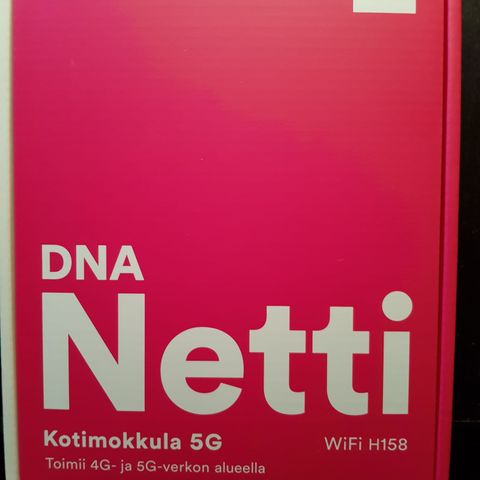 DNA
Netti
Kotimokkula 5G WiFi H158
Toimii 4G- ja 5G-verkon alueella